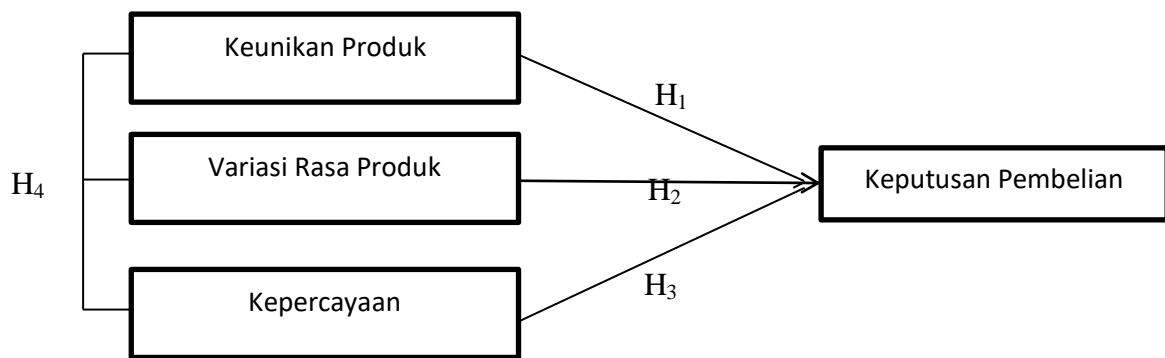 Keunikan Produk
H₁
Variasi Rasa Produk
H₄
H₂
Keputusan Pembelian
Kepercayaan
H₃